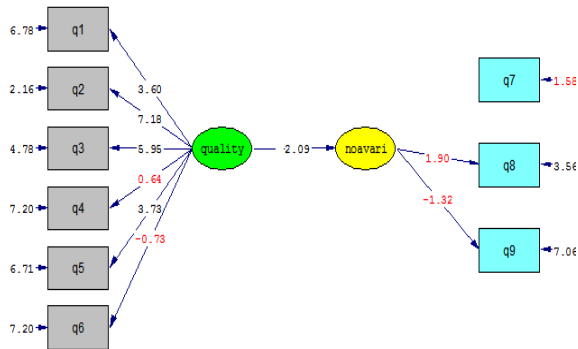 6.78
q1
2.16
q2
4.78
q3
7.20
q4
6.71
q5
7.20
q6
3.60
7.18
5.95
0.64
3.73
-0.73
quality
-2.09
noavari
1.90
-1.32
q7
1.58
q8
3.56
q9
7.06